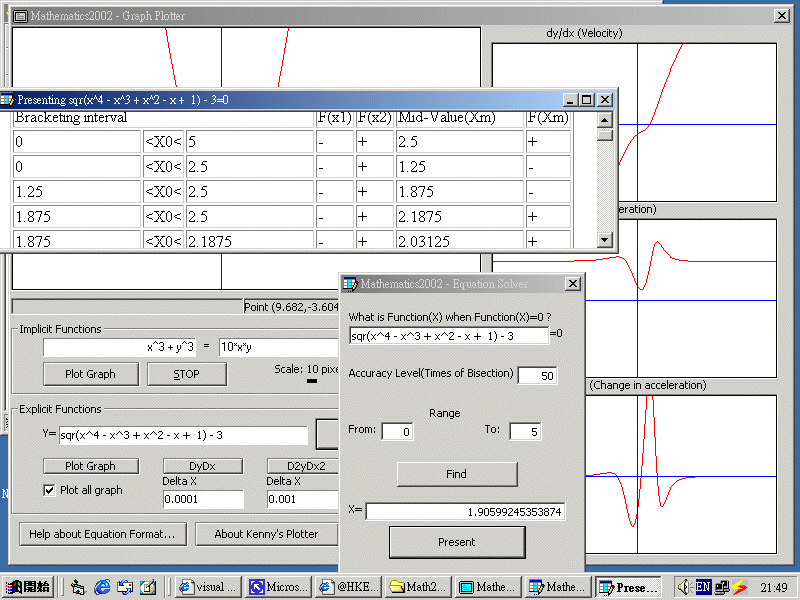 Mathematics2002 - Graph Plotter
dy/dx (Velocity)
Presenting sqr(x^4 - x^3 + x^2 - x + 1) - 3=0
Bracketing interval F(x1) F(x2) Mid-Value(Xm) F(Xm)
0 <X0< 5 - + 2.5 +
0 <X0< 2.5 - + 1.25 -
1.25 <X0< 2.5 - + 1.875 -
1.875 <X0< 2.5 - + 2.1875 +
1.875 <X0< 2.1875 - + 2.03125 +
eration)
Point (9.682,-3.604
Implicit Functions
x^3 + y^3 = 10*x*y
Plot Graph STOP Scale: 10 pixe
Explicit Functions
Y= sqr(x^4 - x^3 + x^2 - x + 1) - 3
Plot Graph DyDx D2yDx2
Plot all graph Delta X Delta X
0.0001 0.001
Help about Equation Format... About Kenny's Plotter
Mathematics2002 - Equation Solver
What is Function(X) when Function(X)=0 ?
sqr(x^4 - x^3 + x^2 - x + 1) - 3 =0
Accuracy Level(Times of Bisection) 50
Range
From: 0 To: 5
Find
X= 1.90599245353874
Present
(Change in acceleration)
N
開始 visual ... Micros... @HKE... Math2... Mathe... Mathe... Prese... EN 21:49